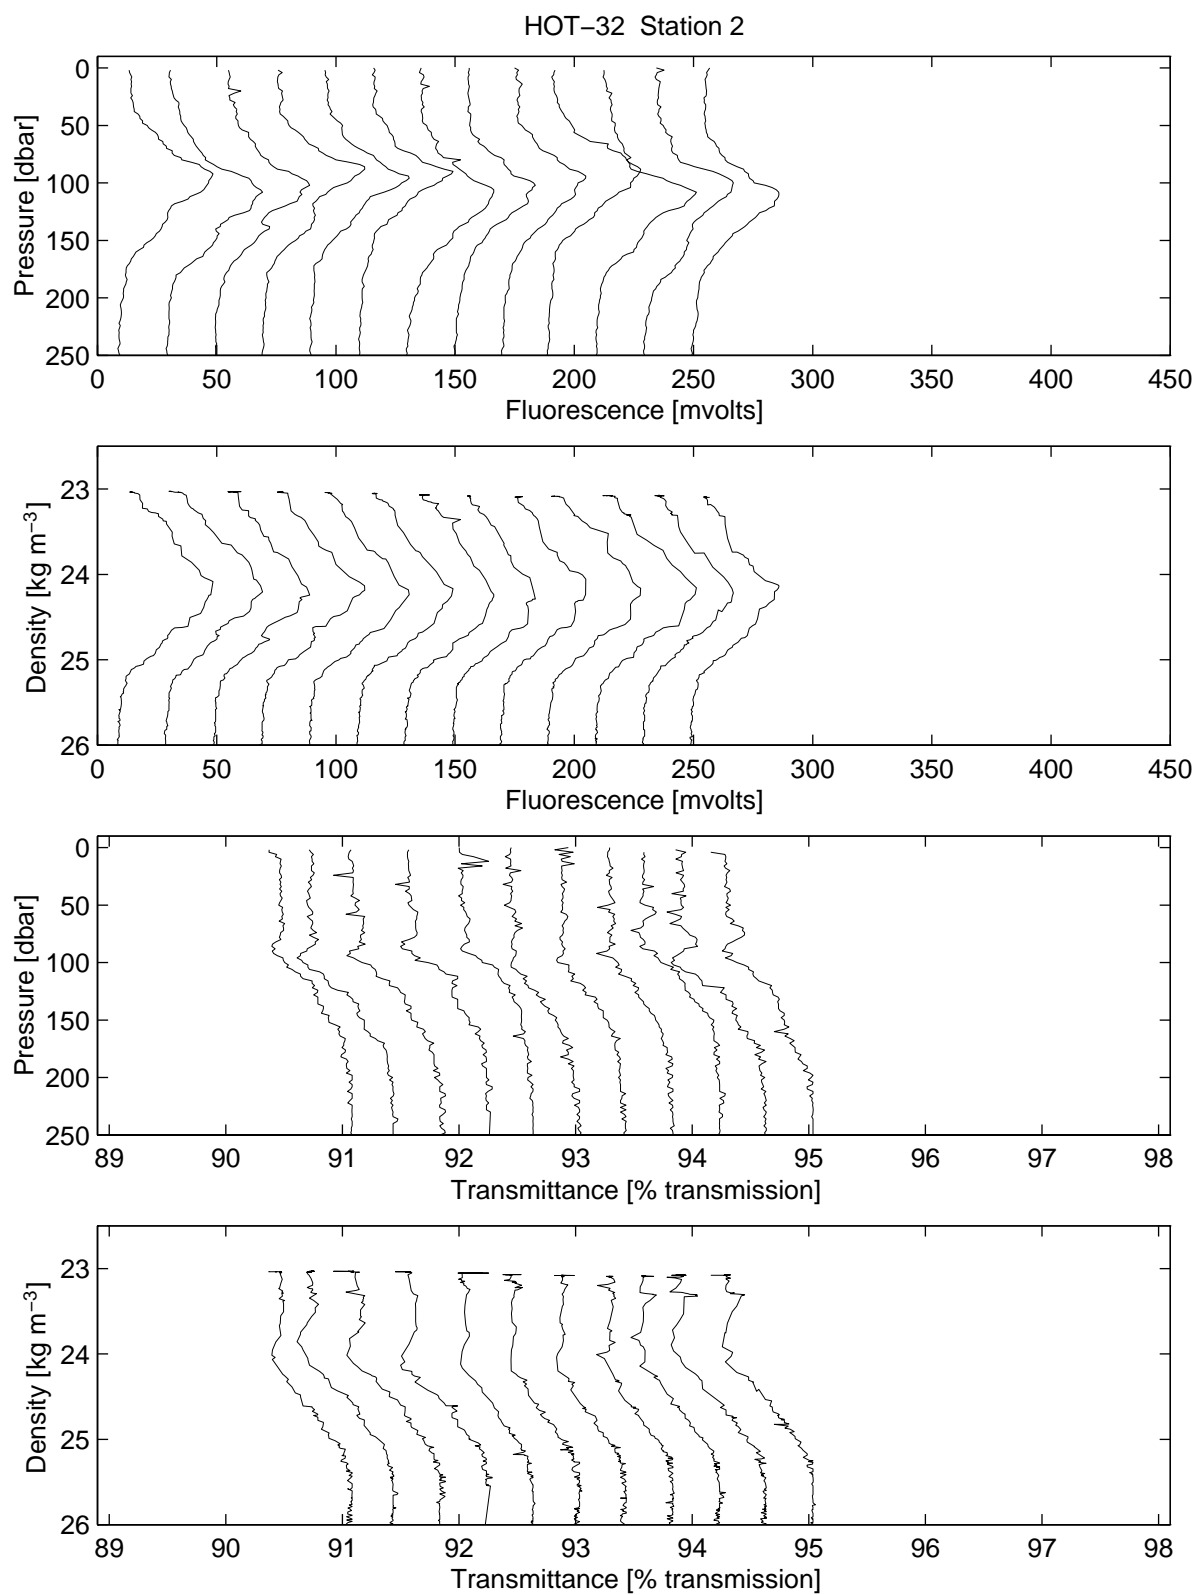 HOT−32 Station 2
0
50
100
150
200
250
Pressure [dbar]
0 50 100 150 200 250 300 350 400 450
Fluorescence [mvolts]
23
24
25
26
Density [kg m−3]
0 50 100 150 200 250 300 350 400 450
Fluorescence [mvolts]
0
50
100
150
200
250
Pressure [dbar]
89 90 91 92 93 94 95 96 97 98
Transmittance [% transmission]
23
24
25
26
Density [kg m−3]
89 90 91 92 93 94 95 96 97 98
Transmittance [% transmission]